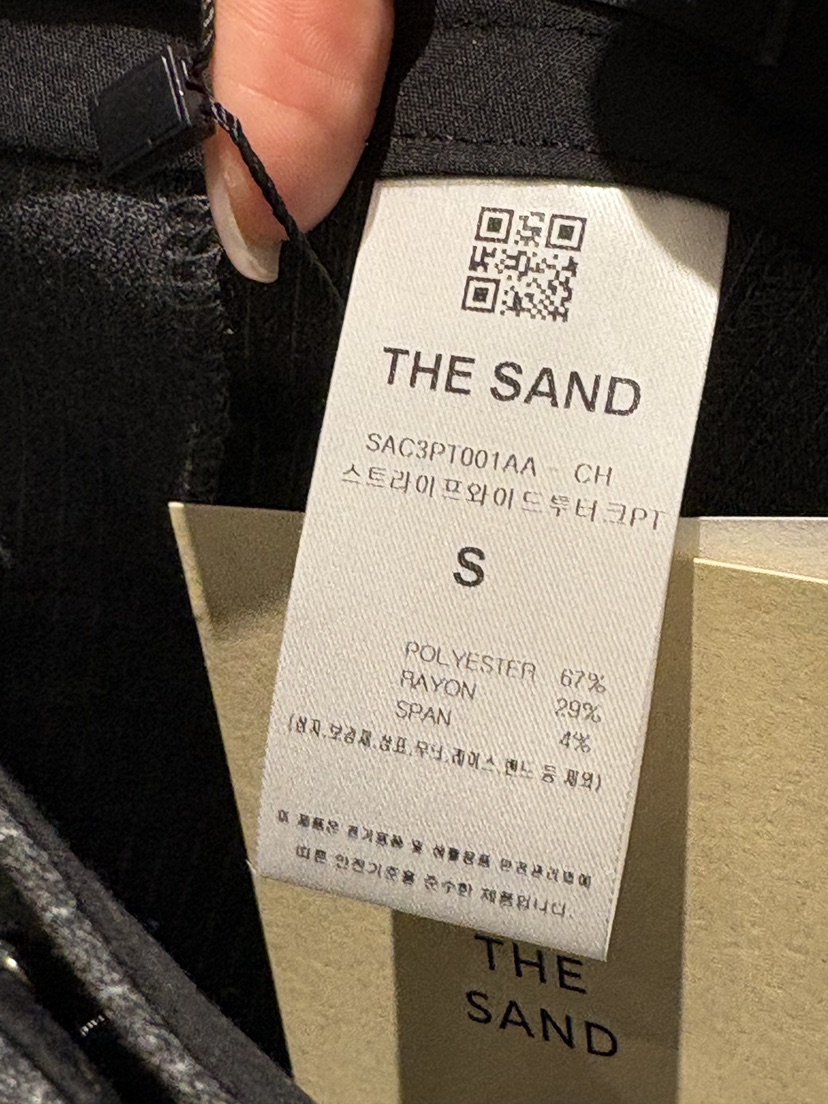 THE SAND
SAC3PT001AA - CH
스트라이프와이드투터크PT
S
POLYESTER 67%
RAYON 29%
SPAN 4%
(심지,보강재,상표,무늬,레이스,밴드 등 제외)
이 제품은 전기용품 및 생활용품 안전관리법에
따른 안전기준을 준수한 제품입니다.
THE
SAND